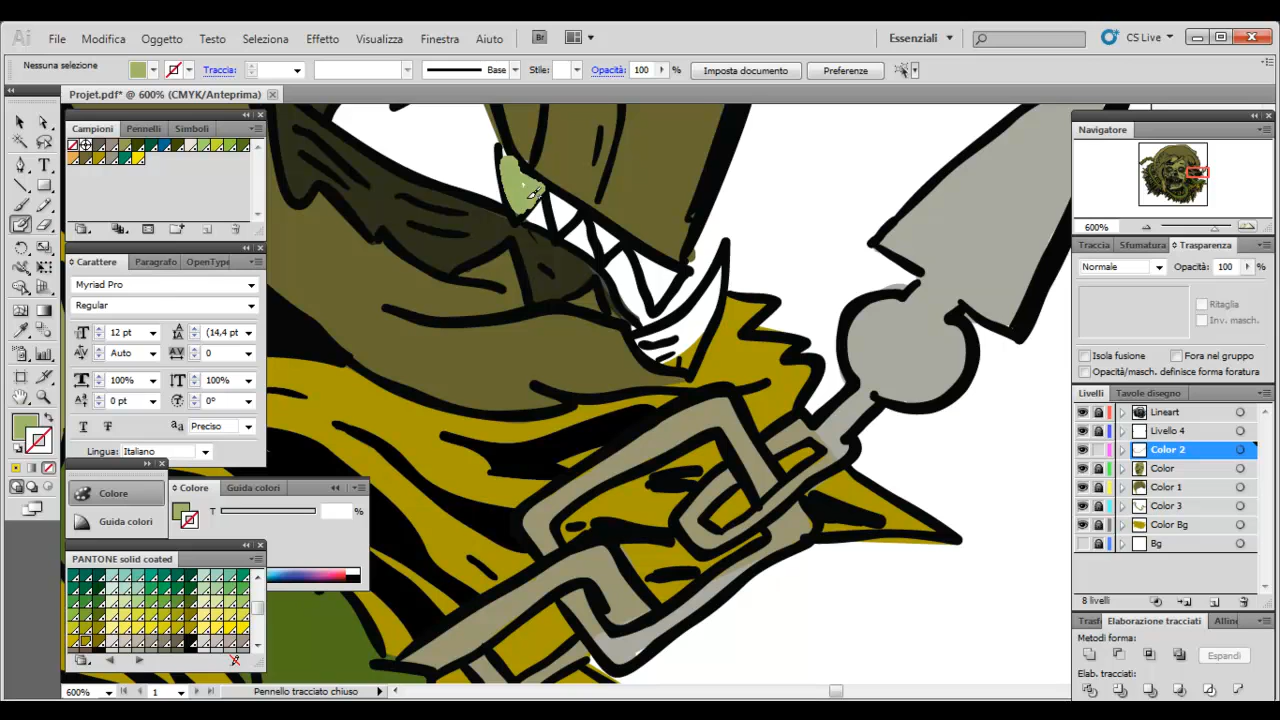 Ai File Modifica Oggetto Testo Seleziona Effetto Visualizza Finestra Aiuto Br Essenziali CS Live
Nessuna selezione Traccia: Base Stile: Opacità: 100 % Imposta documento Preferenze
Projet.pdf* @ 600% (CMYK/Anteprima)
Campioni Pennelli Simboli
Carattere Paragrafo OpenType
Myriad Pro
Regular
12 pt (14,4 pt
Auto 0
100% 100%
0 pt 0°
Preciso
Lingua: Italiano
Colore
Guida colori
Colore Guida colori
T %
PANTONE solid coated
600% 1 Pennello tracciato chiuso
Navigatore
600%
Traccia Sfumatura Trasparenza
Normale Opacità: 100 %
Ritaglia
Inv. masch.
Isola fusione Fora nel gruppo
Opacità/masch. definisce forma foratura
Livelli Tavole disegno
Lineart
Livello 4
Color 2
Color
Color 1
Color 3
Color Bg
Bg
8 livelli
Trasf Elaborazione tracciati Alline
Metodi forma:
Espandi
Elab. tracciati: